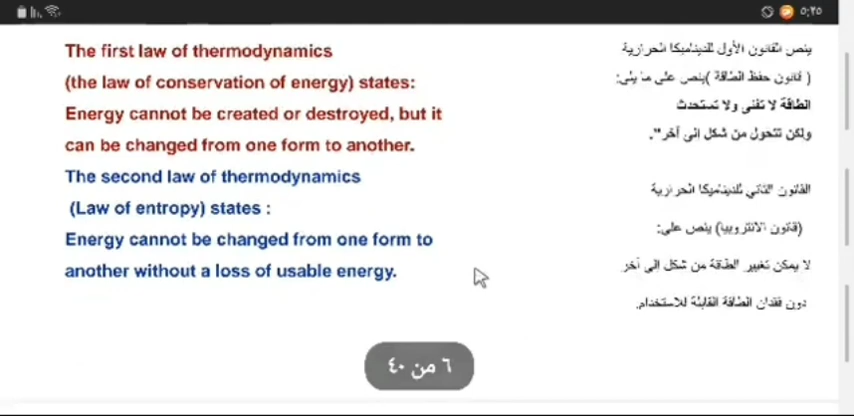 ٥:٢٥
The first law of thermodynamics
(the law of conservation of energy) states:
Energy cannot be created or destroyed, but it
can be changed from one form to another.
The second law of thermodynamics
(Law of entropy) states :
Energy cannot be changed from one form to
another without a loss of usable energy.
ينص القانون الأول للديناميكا الحرارية
( قانون حفظ الطاقة )ينص على ما يلي:
الطاقة لا تفنى ولا تستحدث
ولكن تتحول من شكل الى آخر".
القانون الثاني للديناميكا الحرارية
(قانون الانتروبيا) ينص على:
لا يمكن تغيير الطاقة من شكل الى آخر
دون فقدان الطاقة القابلة للاستخدام.
٦ من ٤٠